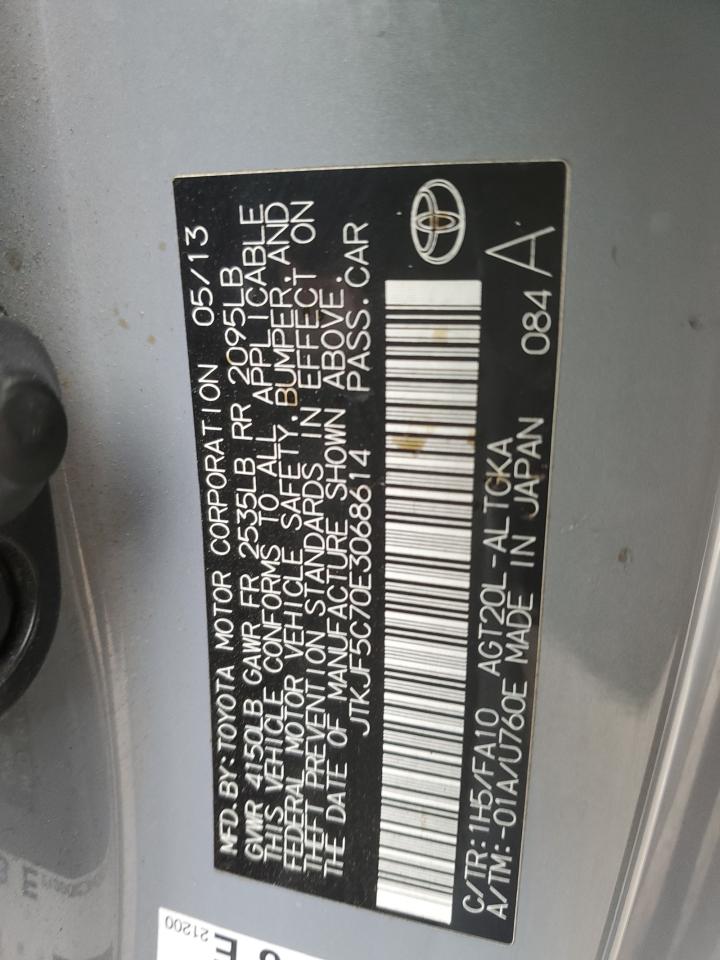 MFD.BY:TOYOTA MOTOR CORPORATION 05/13
GVWR 4150LB GAWR FR 2535LB RR 2095LB
THIS VEHICLE CONFORMS TO ALL APPLICABLE
FEDERAL MOTOR VEHICLE SAFETY,BUMPER,AND
THEFT PREVENTION STANDARDS IN EFFECT ON
THE DATE OF MANUFACTURE SHOWN ABOVE.
JTKJF5C70E3068614 PASS.CAR
C/TR:1H5/FA10 AGT20L-ALTGKA
A/TM:-01A/U760E MADE IN JAPAN 084 A
21200